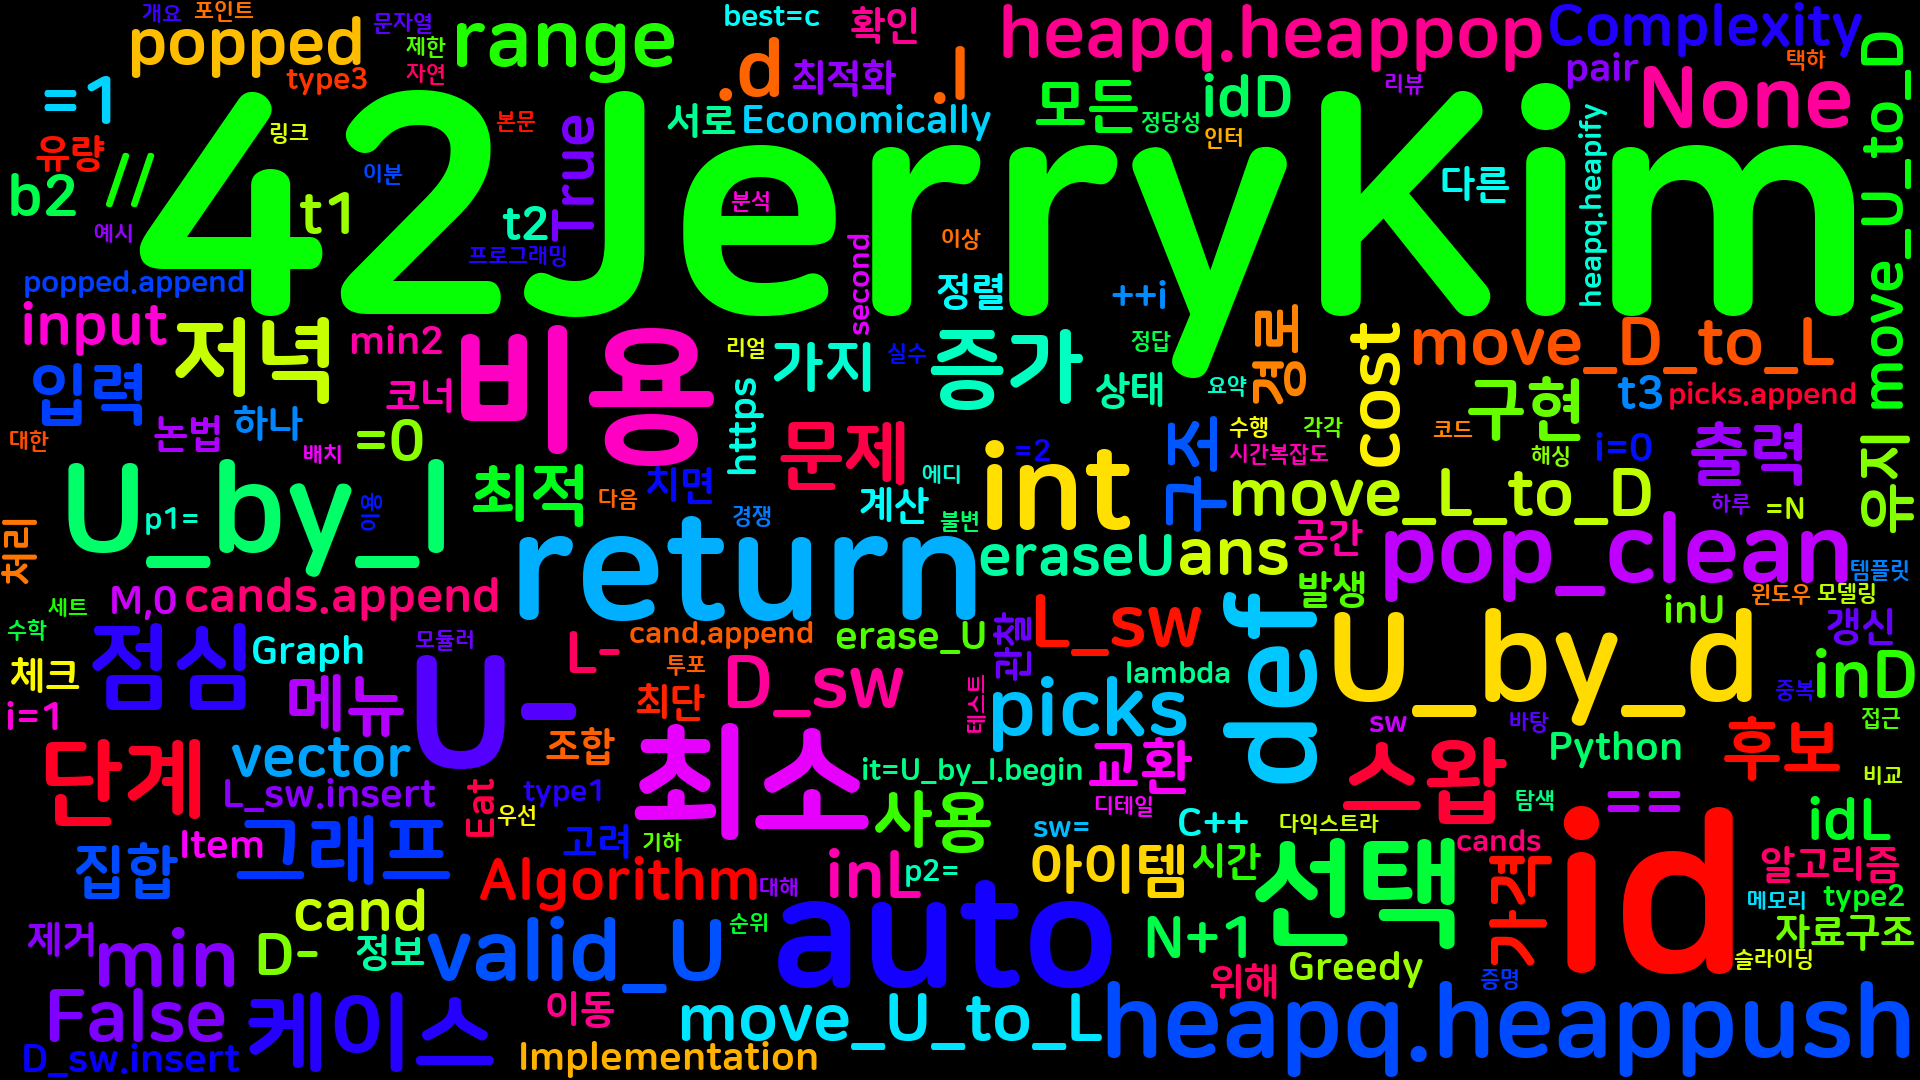 개요 포인트 문자열 best=c 확인 heapq.heappop Complexity
popped 제한 range .d 최적화 .l pair 택하
type3 자연 리뷰 None move_U_to_D
=1 본문 서로 Economically 모든 정당성 idD
유량 링크 True 인터 heapq.heapify
// 42JerryKim
b2 t1 이분 t2 분석 다른
예시 프로그래밍 이상
popped.append second 정렬 ++i
input 저녁 min2 비용 리얼 가지 실수 증가 정답 경로 cost move_D_to_L
입력 코너 https 상태 요약 구현 t3 picks.append
대한 논법 하나 =0 배치 문제 구조 수행 각각 코드 i=0 출력 유지
U_by_l 최적 다음 치면 에디 int =2 시간복잡도 해싱
처리 p1= 이용 경쟁 계산 불변 move_L_to_D 하루 =N
return eraseU ans 공간 pop_clean 템플릿
세트 M,0 cands.append 발생 윈도우 모델링
수학 점심 모듈러 cand.append erase_U 관찰 L_sw def U_by_d inU 갱신
체크 Graph U- L- 투포 lambda inD
i=1 메뉴 최단 D_sw 테스트 picks sw 바탕 중복 접근
단계 vector 조합 최소 it=U_by_l.begin 교환 스왑 Python 후보 비교
L_sw.insert Eat type1 우선 사용 디테일 탐색 ==
집합 Item 그래프 고려 기하 sw= C++ 다익스트라 cands idL
Algorithm 대해 inL p2= 아이템 시간 선택 가격 id 알고리즘
제거 cand 순위 auto 메모리 type2
min D- 정보 valid_U N+1 자료구조
False 케이스 이동 위해 Greedy 증명 슬라이딩
D_sw.insert Implementation move_U_to_L heapq.heappush